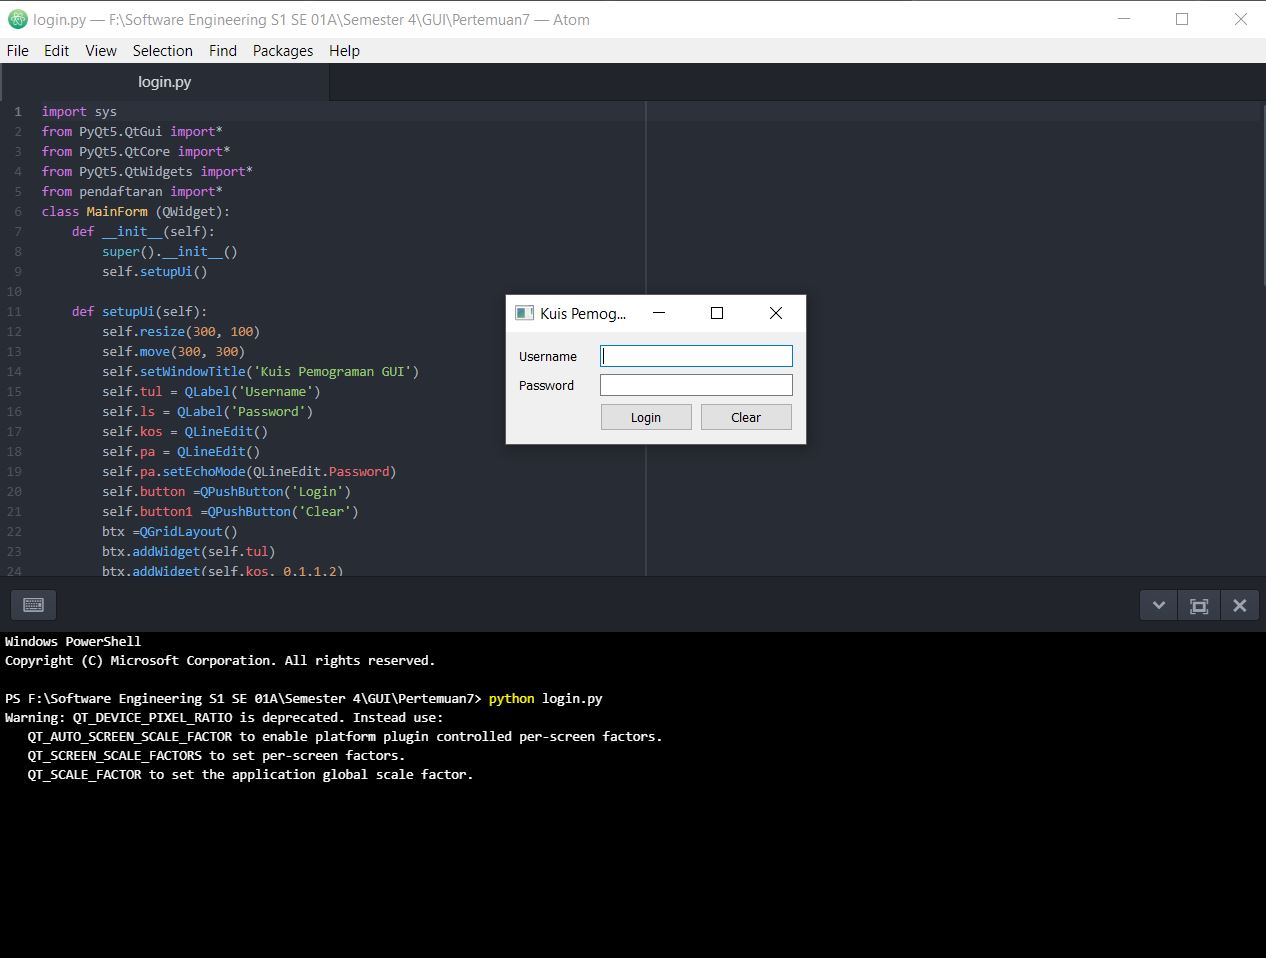 login.py — F:\Software Engineering S1 SE 01A\Semester 4\GUI\Pertemuan7 — Atom
File Edit View Selection Find Packages Help
login.py
1 import sys
2 from PyQt5.QtGui import*
3 from PyQt5.QtCore import*
4 from PyQt5.QtWidgets import*
5 from pendaftaran import*
6 class MainForm (QWidget):
7 def __init__(self):
8 super().__init__()
9 self.setupUi()
10
11 def setupUi(self):
12 self.resize(300, 100)
13 self.move(300, 300)
14 self.setWindowTitle('Kuis Pemograman GUI')
15 self.tul = QLabel('Username')
16 self.ls = QLabel('Password')
17 self.kos = QLineEdit()
18 self.pa = QLineEdit()
19 self.pa.setEchoMode(QLineEdit.Password)
20 self.button =QPushButton('Login')
21 self.button1 =QPushButton('Clear')
22 btx =QGridLayout()
23 btx.addWidget(self.tul)
24 btx.addWidget(self.kos, 0,1,1,2)
Kuis Pemog...
Username
Password
Login Clear
Windows PowerShell
Copyright (C) Microsoft Corporation. All rights reserved.
PS F:\Software Engineering S1 SE 01A\Semester 4\GUI\Pertemuan7> python login.py
Warning: QT_DEVICE_PIXEL_RATIO is deprecated. Instead use:
QT_AUTO_SCREEN_SCALE_FACTOR to enable platform plugin controlled per-screen factors.
QT_SCREEN_SCALE_FACTORS to set per-screen factors.
QT_SCALE_FACTOR to set the application global scale factor.